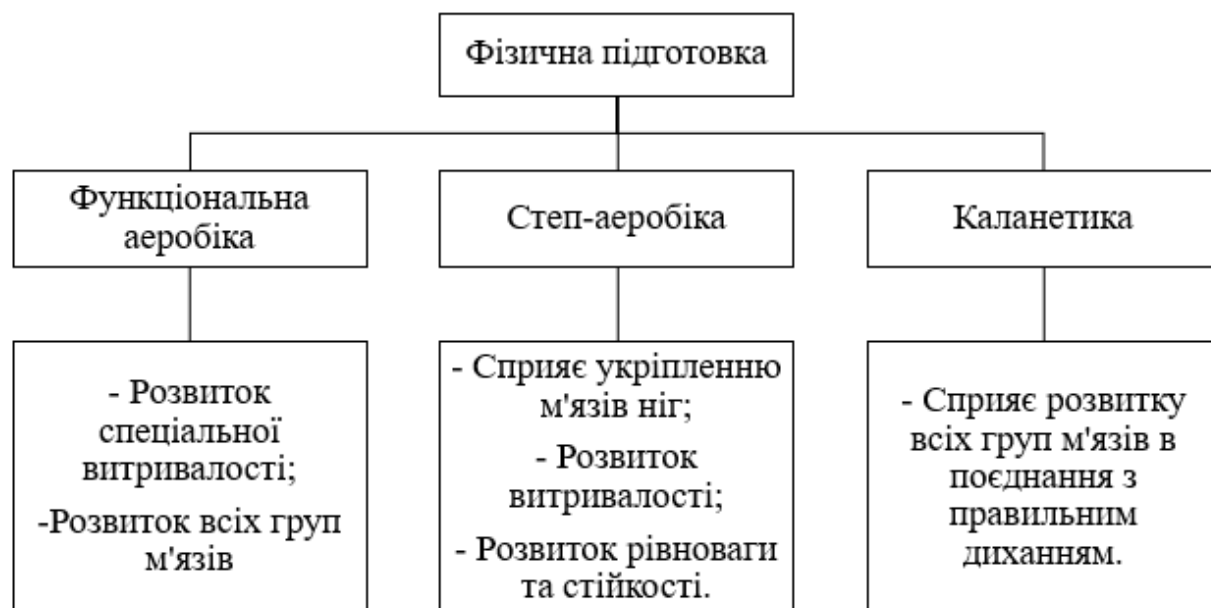 Фізична підготовка
Функціональна
аеробіка
Степ-аеробіка
Каланетика
- Розвиток
спеціальної
витривалості;
-Розвиток всіх груп
м'язів
- Сприяє укріпленню
м'язів ніг;
- Розвиток
витривалості;
- Розвиток рівноваги
та стійкості.
- Сприяє розвитку
всіх груп м'язів в
поєднання з
правильним
диханням.